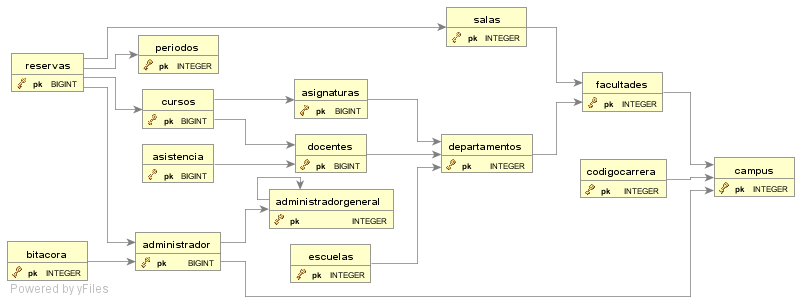 salas
pk INTEGER
periodos
pk INTEGER
reservas
pk BIGINT
facultades
pk INTEGER
asignaturas
pk BIGINT
cursos
pk BIGINT
docentes
pk BIGINT
departamentos
pk INTEGER
asistencia
pk BIGINT
codigocarrera
pk INTEGER
campus
pk INTEGER
administradorgeneral
pk INTEGER
administrador
pk BIGINT
bitacora
pk INTEGER
escuelas
pk INTEGER
Powered by yFiles